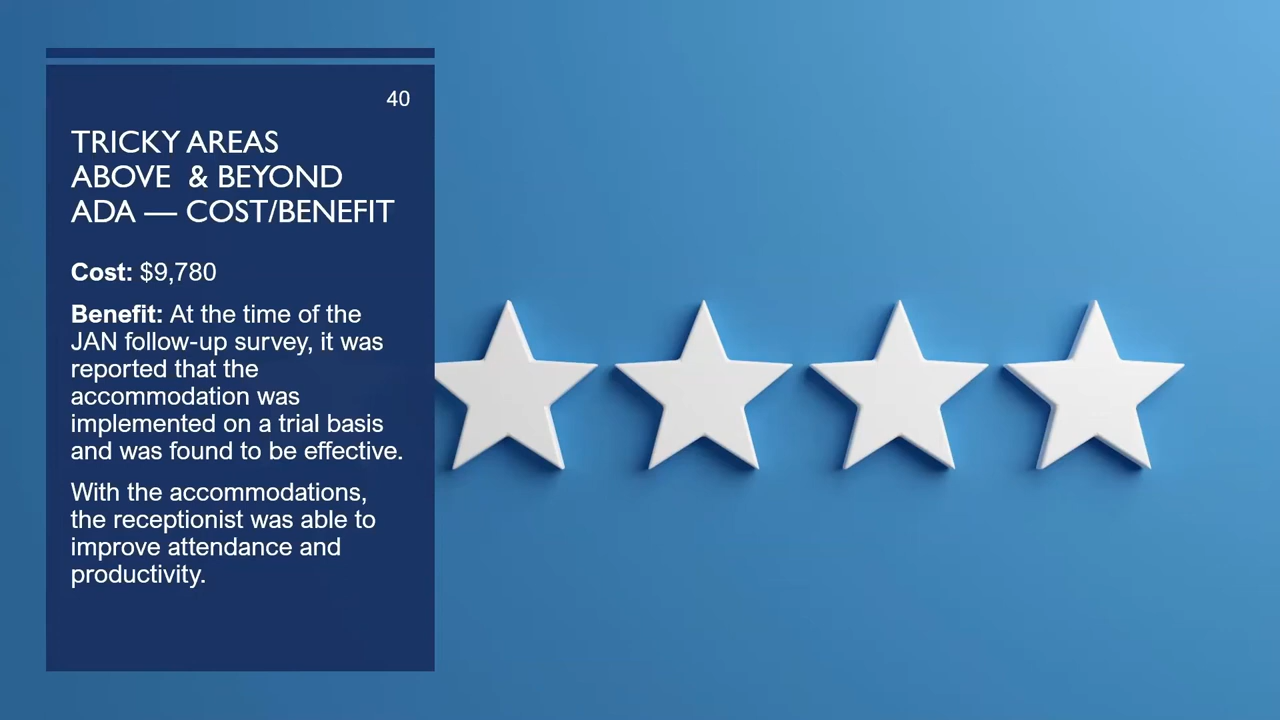 40
TRICKY AREAS
ABOVE & BEYOND
ADA — COST/BENEFIT
Cost: $9,780
Benefit: At the time of the
JAN follow-up survey, it was
reported that the
accommodation was
implemented on a trial basis
and was found to be effective.
With the accommodations,
the receptionist was able to
improve attendance and
productivity.